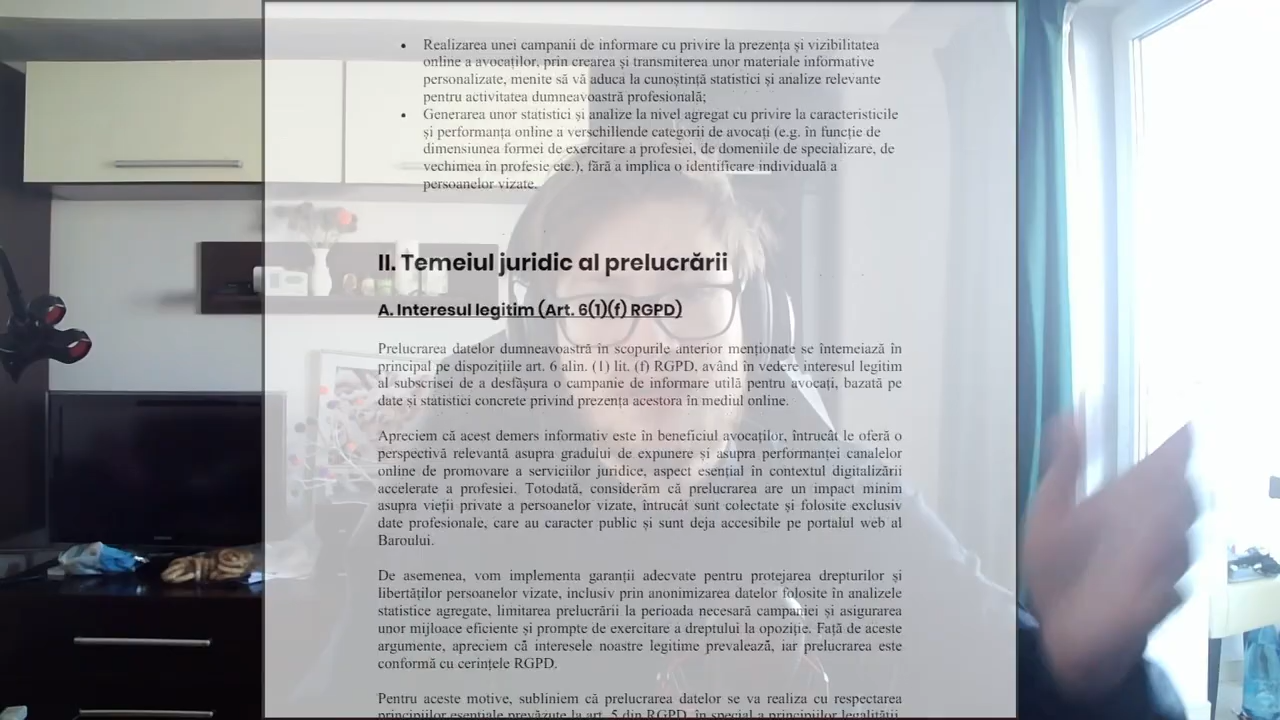 • Realizarea unei campanii de informare cu privire la prezența și vizibilitatea
online a avocaților, prin crearea și transmiterea unor materiale informative
personalizate, menite să vă aduca la cunoștință statistici și analize relevante
pentru activitatea dumneavoastră profesională;
• Generarea unor statistici și analize la nivel agregat cu privire la caracteristicile
și performanța online a verschillende categorii de avocați (e.g. în funcție de
dimensiunea formei de exercitare a profesiei, de domeniile de specializare, de
vechimea în profesie etc.), fără a implica o identificare individuală a
persoanelor vizate.
II. Temeiul juridic al prelucrării
A. Interesul legitim (Art. 6(1)(f) RGPD)
Prelucrarea datelor dumneavoastră în scopurile anterior menționate se întemeiază în
principal pe dispozițiile art. 6 alin. (1) lit. (f) RGPD, având în vedere interesul legitim
al subscrisei de a desfășura o campanie de informare utilă pentru avocați, bazată pe
date și statistici concrete privind prezența acestora în mediul online.
Apreciem că acest demers informativ este în beneficiul avocaților, întrucât le oferă o
perspectivă relevantă asupra gradului de expunere și asupra performanței canalelor
online de promovare a serviciilor juridice, aspect esențial în contextul digitalizării
accelerate a profesiei. Totodată, considerăm că prelucrarea are un impact minim
asupra vieții private a persoanelor vizate, întrucât sunt colectate și folosite exclusiv
date profesionale, care au caracter public și sunt deja accesibile pe portalul web al
Baroului.
De asemenea, vom implementa garanții adecvate pentru protejarea drepturilor și
libertăților persoanelor vizate, inclusiv prin anonimizarea datelor folosite în analizele
statistice agregate, limitarea prelucrării la perioada necesară campaniei și asigurarea
unor mijloace eficiente și prompte de exercitare a dreptului la opoziție. Față de aceste
argumente, apreciem că interesele noastre legitime prevalează, iar prelucrarea este
conformă cu cerințele RGPD.
Pentru aceste motive, subliniem că prelucrarea datelor se va realiza cu respectarea
principiilor esențiale prevăzute la art. 5 din RGPD, în special a principiilor legalității,